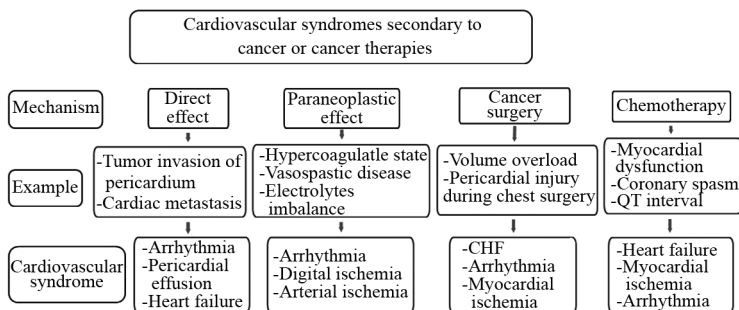 Cardiovascular syndromes secondary to
cancer or cancer therapies
Mechanism
Direct
effect
Paraneoplastic
effect
Cancer
surgery
Chemotherapy
Example
-Tumor invasion of
pericardium
-Cardiac metastasis
-Hypercoagulatle state
-Vasospastic disease
-Electrolytes
imbalance
-Volume overload
-Pericardial injury
during chest surgery
-Myocardial
dysfunction
-Coronary spasm
-QT interval
Cardiovascular
syndrome
-Arrhythmia
-Pericardial
effusion
-Heart failure
-Arrhythmia
-Digital ischemia
-Arterial ischemia
-CHF
-Arrhythmia
-Myocardial
ischemia
-Heart failure
-Myocardial
ischemia
-Arrhythmia